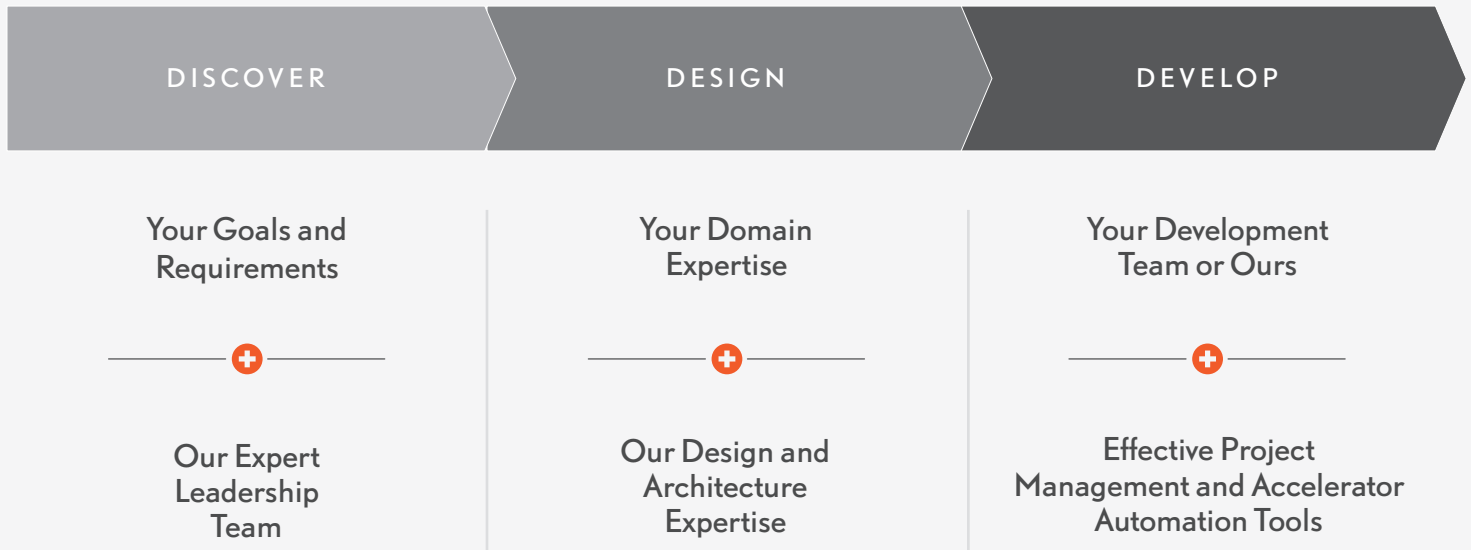 DISCOVER
DESIGN
DEVELOP
Your Goals and
Requirements
Our Expert
Leadership
Team
Your Domain
Expertise
Our Design and
Architecture
Expertise
Your Development
Team or Ours
Effective Project
Management and Accelerator
Automation Tools